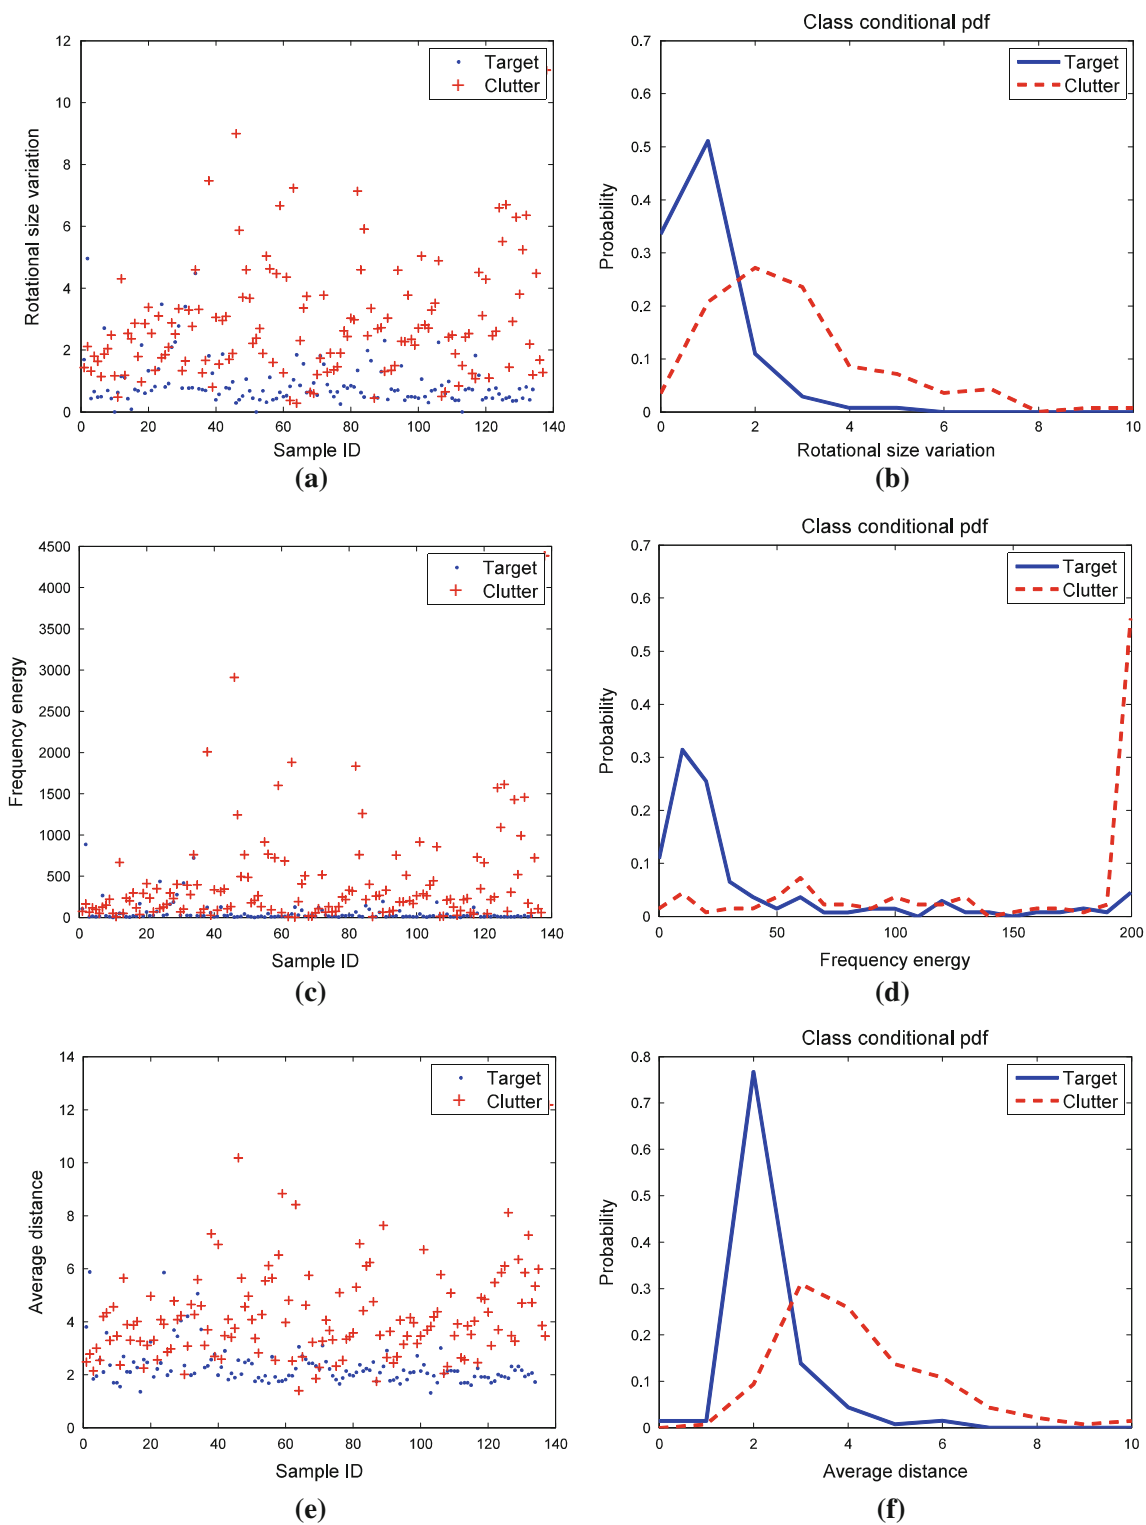 12
10
8
6
4
2
0
Rotational size variation
Target
Clutter
0 20 40 60 80 100 120 140
Sample ID
(a)
Class conditional pdf
0.7
0.6
0.5
0.4
0.3
0.2
0.1
0
Probability
Target
Clutter
0 2 4 6 8 10
Rotational size variation
(b)
4500
4000
3500
3000
2500
2000
1500
1000
500
0
Frequency energy
Target
Clutter
0 20 40 60 80 100 120 140
Sample ID
(c)
Class conditional pdf
0.7
0.6
0.5
0.4
0.3
0.2
0.1
0
Probability
Target
Clutter
0 50 100 150 200
Frequency energy
(d)
14
12
10
8
6
4
2
0
Average distance
Target
Clutter
0 20 40 60 80 100 120 140
Sample ID
(e)
Class conditional pdf
0.8
0.7
0.6
0.5
0.4
0.3
0.2
0.1
0
Probability
Target
Clutter
0 2 4 6 8 10
Average distance
(f)